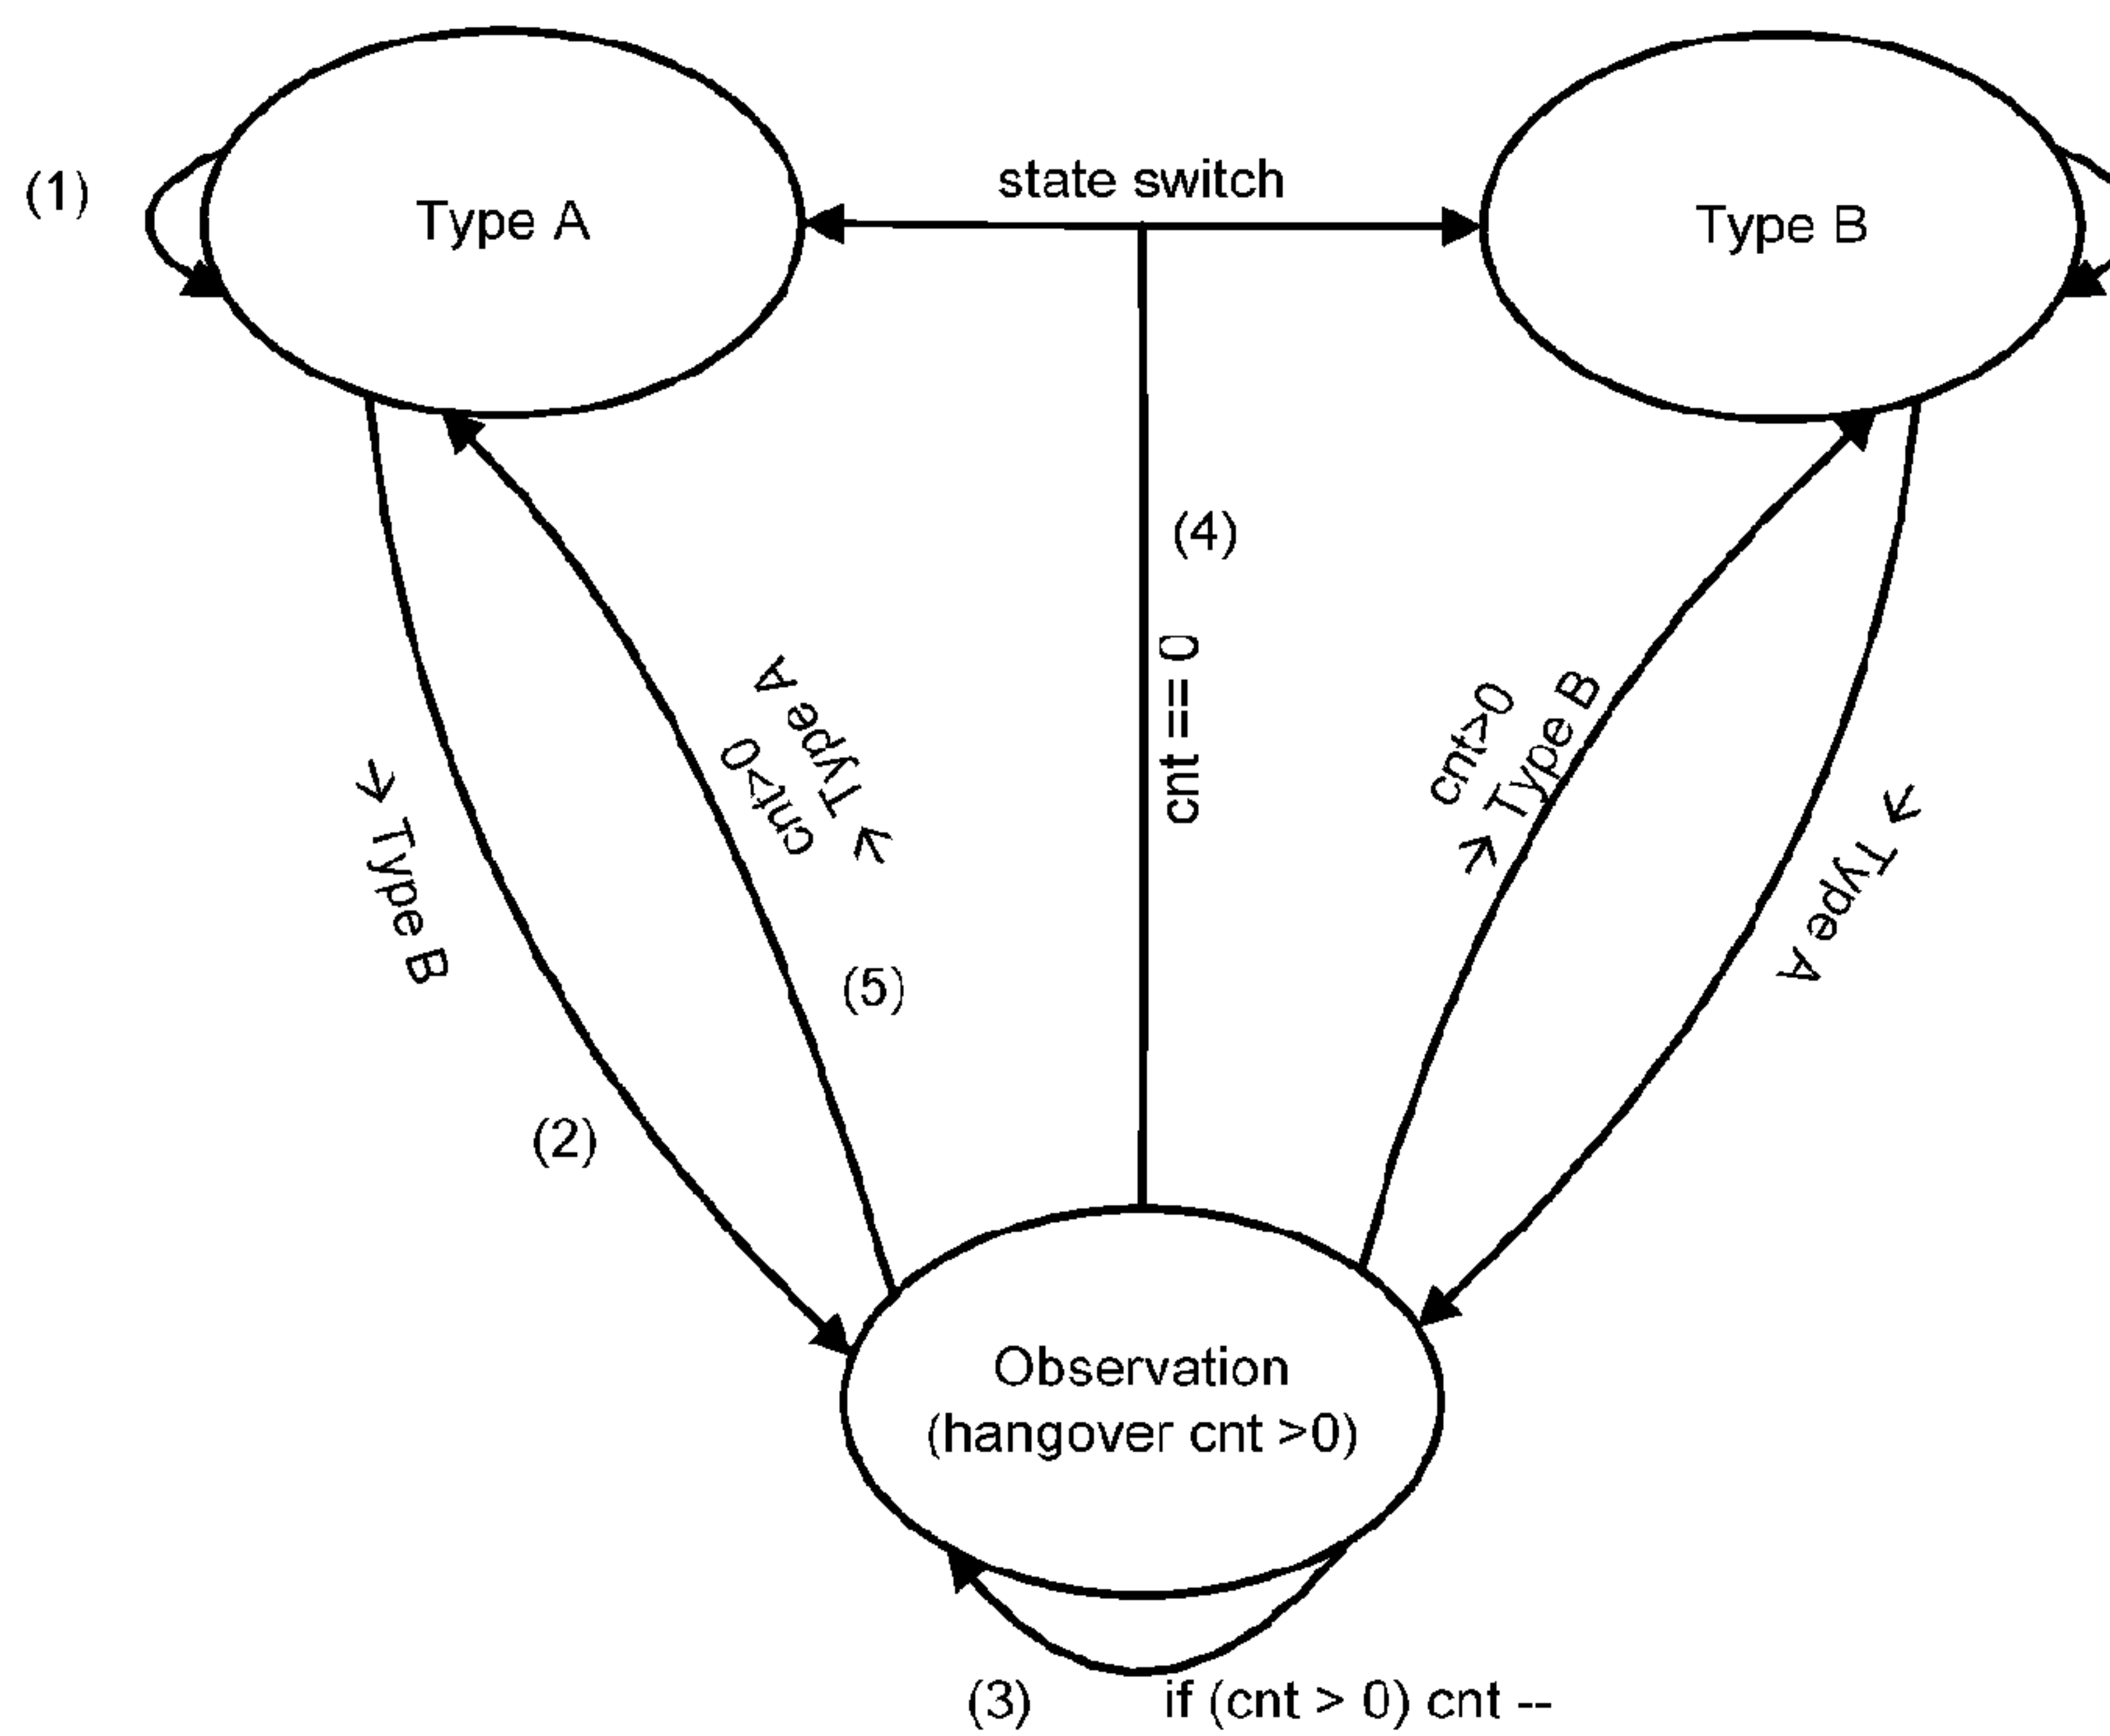 state switch
(1)
Type A
Type B
(4)
cnt == 0
Type A
cnt>0
cnt>0
Type B
Type B
Type A
(5)
(2)
Observation
(hangover cnt >0)
(3)
if (cnt > 0) cnt --